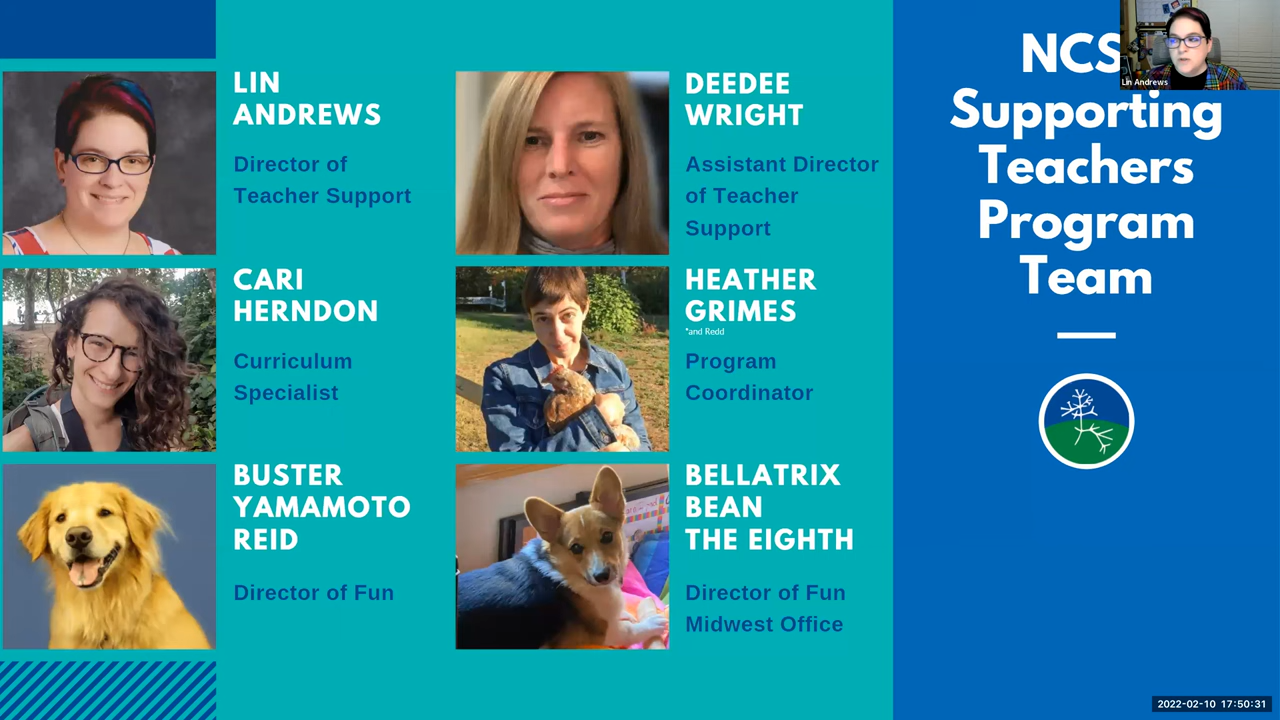 LIN
ANDREWS
Director of
Teacher Support
DEEDEE
WRIGHT
Assistant Director
of Teacher
Support
CARI
HERNDON
Curriculum
Specialist
HEATHER
GRIMES
*and Redd
Program
Coordinator
BUSTER
YAMAMOTO
REID
Director of Fun
BELLATRIX
BEAN
THE EIGHTH
Director of Fun
Midwest Office
NCS
Supporting
Teachers
Program
Team
Lin Andrews
2022-02-10 17:50:31